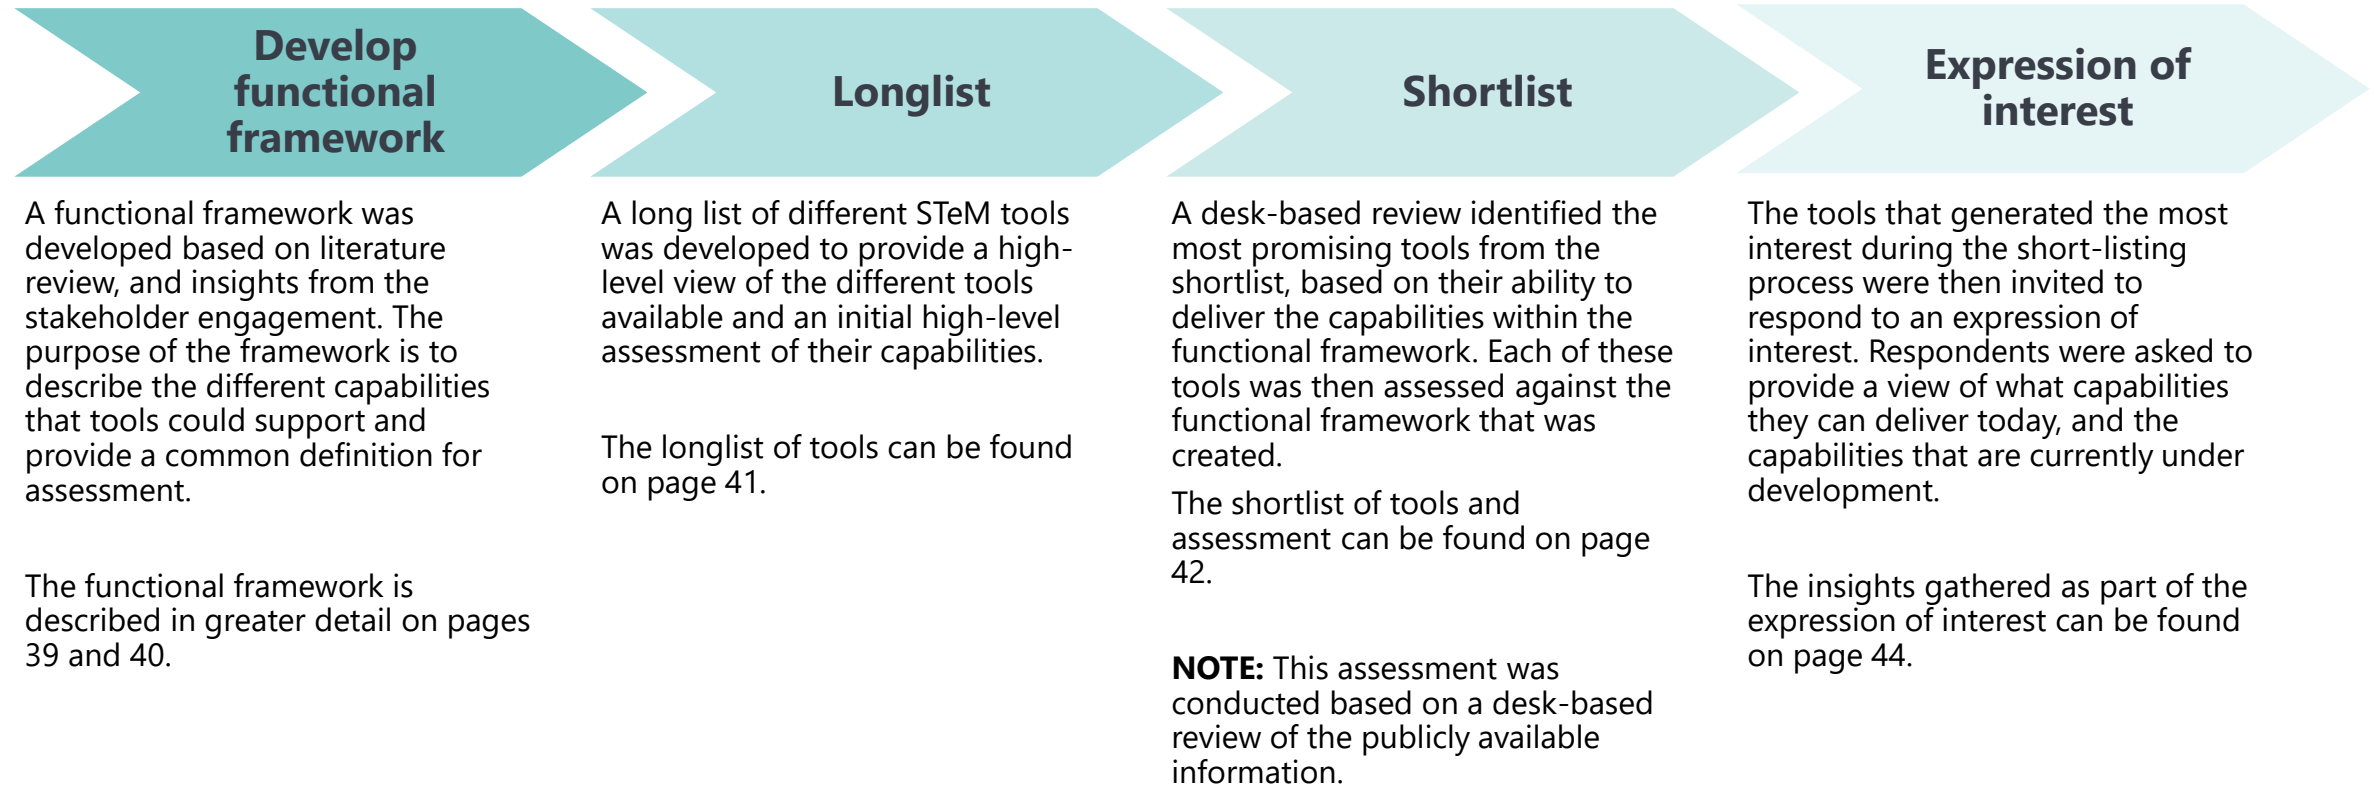 Develop
functional
framework
A functional framework was
developed based on literature
review, and insights from the
stakeholder engagement. The
purpose of the framework is to
describe the different capabilities
that tools could support and
provide a common definition for
assessment.
The functional framework is
described in greater detail on pages
39 and 40.
Longlist
A long list of different STeM tools
was developed to provide a high-
level view of the different tools
available and an initial high-level
assessment of their capabilities.
The longlist of tools can be found
on page 41.
Shortlist
A desk-based review identified the
most promising tools from the
shortlist, based on their ability to
deliver the capabilities within the
functional framework. Each of these
tools was then assessed against the
functional framework that was
created.
The shortlist of tools and
assessment can be found on page
42.
NOTE: This assessment was
conducted based on a desk-based
review of the publicly available
information.
Expression of
interest
The tools that generated the most
interest during the short-listing
process were then invited to
respond to an expression of
interest. Respondents were asked to
provide a view of what capabilities
they can deliver today, and the
capabilities that are currently under
development.
The insights gathered as part of the
expression of interest can be found
on page 44.